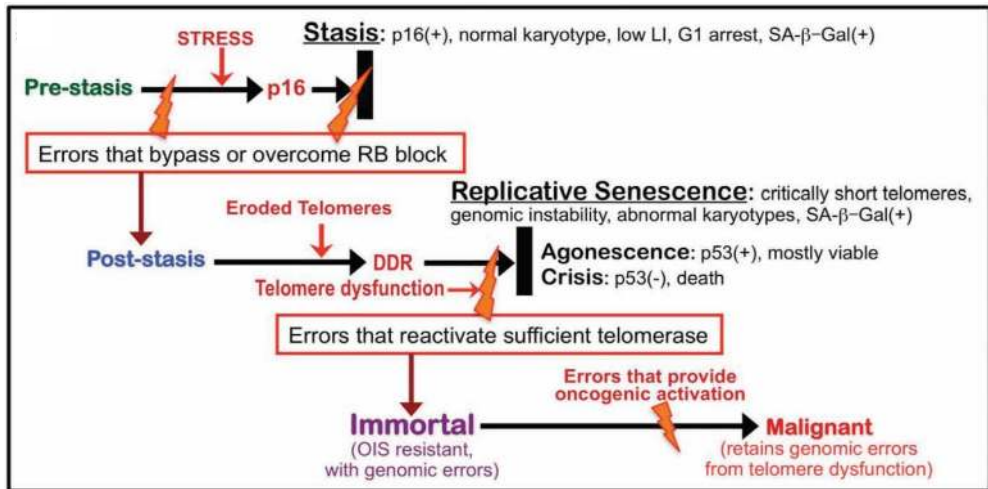 Stasis: p16(+), normal karyotype, low LI, G1 arrest, SA-β−Gal(+)
STRESS
Pre-stasis
p16
Errors that bypass or overcome RB block
Replicative Senescence: critically short telomeres,
genomic instability, abnormal karyotypes, SA-β−Gal(+)
Eroded Telomeres
Agonescence: p53(+), mostly viable
Post-stasis
DDR
Crisis: p53(-), death
Telomere dysfunction
Errors that reactivate sufficient telomerase
Errors that provide
oncogenic activation
Immortal
Malignant
(OIS resistant,
with genomic errors)
(retains genomic errors
from telomere dysfunction)